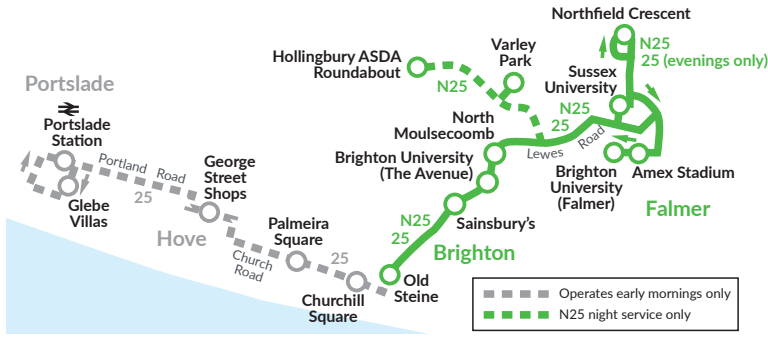 Northfield Crescent
N25
25 (evenings only)
Hollingbury ASDA
Roundabout
Varley
Park
N25
Sussex
University
N25
25
Portslade
Portslade
Station
North
Moulsecoomb
Lewes
Road
Portland Road
25
George
Street
Shops
Brighton University
(The Avenue)
Brighton
University
(Falmer)
Amex Stadium
Falmer
Glebe
Villas
Hove
Palmeira
Square
N25
25
Sainsbury's
Brighton
Church
Road
25
Old
Steine
Churchill
Square
Operates early mornings only
N25 night service only